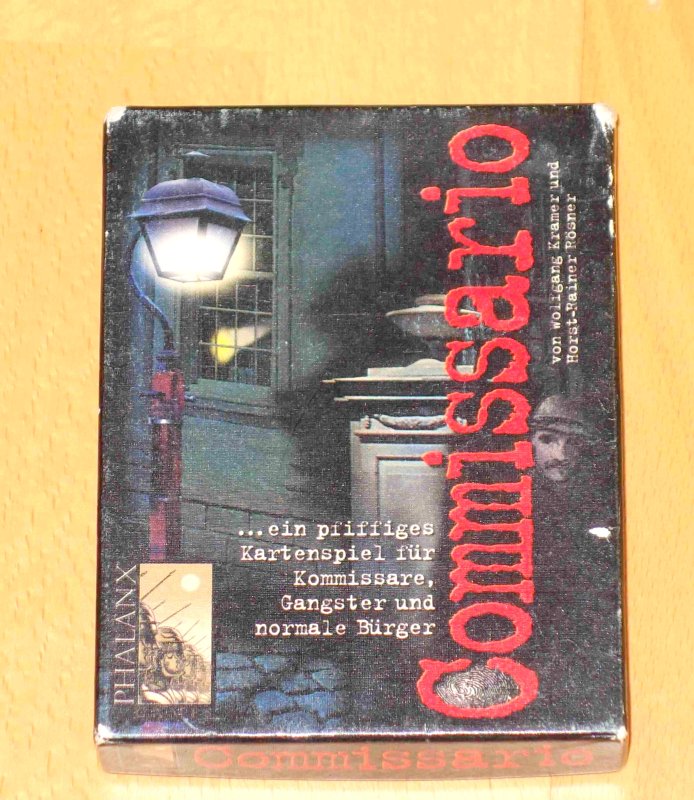 Commissario
von Wolfgang Kramer und
Horst-Rainer Rösner
...ein pfiffiges
Kartenspiel für
Kommissare,
Gangster und
normale Bürger
PHALANX
Commissario